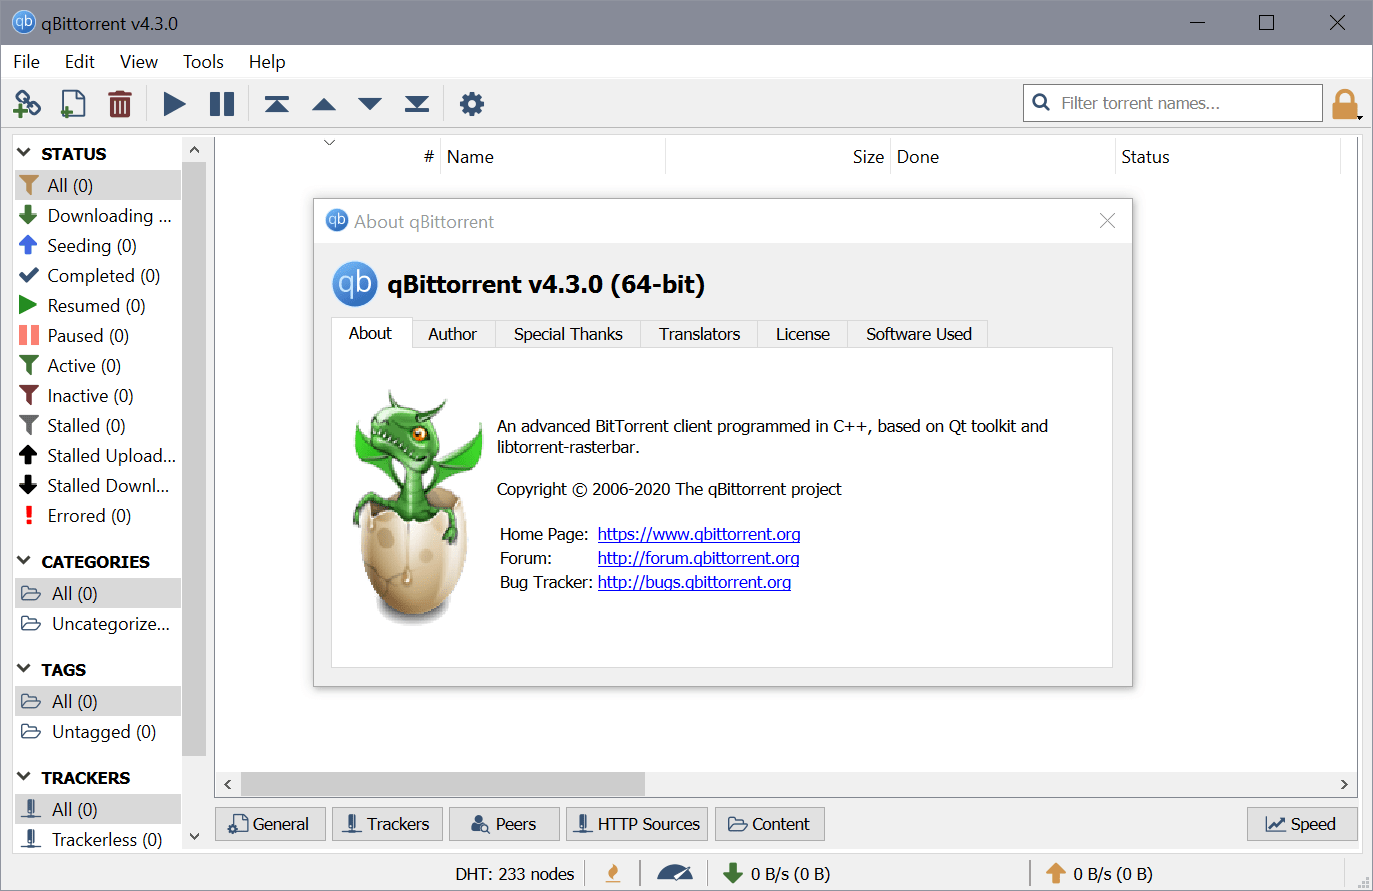 qb qBittorrent v4.3.0
File Edit View Tools Help
Filter torrent names...
STATUS
All (0)
Downloading ...
Seeding (0)
Completed (0)
Resumed (0)
Paused (0)
Active (0)
Inactive (0)
Stalled (0)
Stalled Upload...
Stalled Downl...
Errored (0)
CATEGORIES
All (0)
Uncategorize...
TAGS
All (0)
Untagged (0)
TRACKERS
All (0)
Trackerless (0)
# Name Size Done Status
qb About qBittorrent
qb qBittorrent v4.3.0 (64-bit)
About Author Special Thanks Translators License Software Used
An advanced BitTorrent client programmed in C++, based on Qt toolkit and
libtorrent-rasterbar.
Copyright © 2006-2020 The qBittorrent project
Home Page: https://www.qbittorrent.org
Forum: http://forum.qbittorrent.org
Bug Tracker: http://bugs.qbittorrent.org
General Trackers Peers HTTP Sources Content Speed
DHT: 233 nodes 0 B/s (0 B) 0 B/s (0 B)